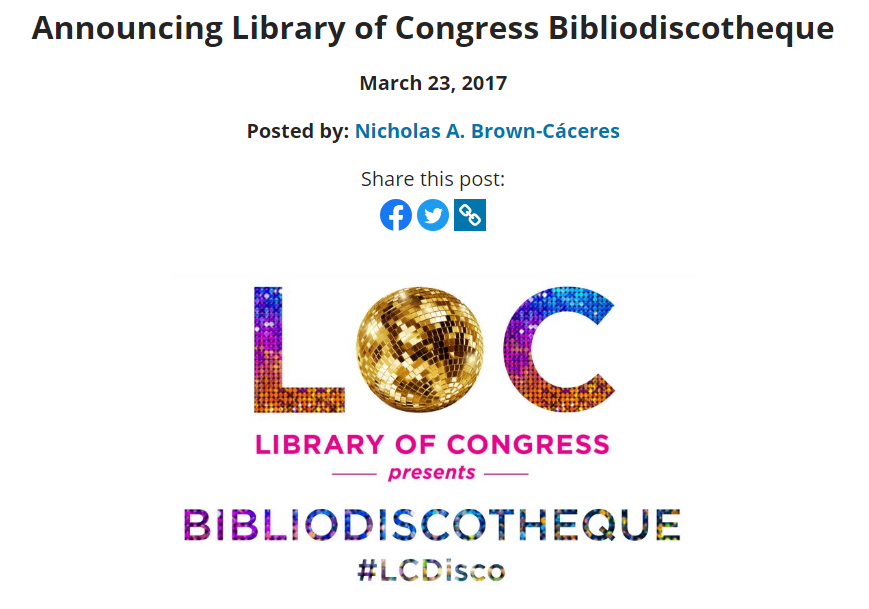 Announcing Library of Congress Bibliodiscotheque
March 23, 2017
Posted by: Nicholas A. Brown-Cáceres
Share this post:
LOC
LIBRARY OF CONGRESS
presents
BIBLIODISCOTHEQUE
#LCDisco